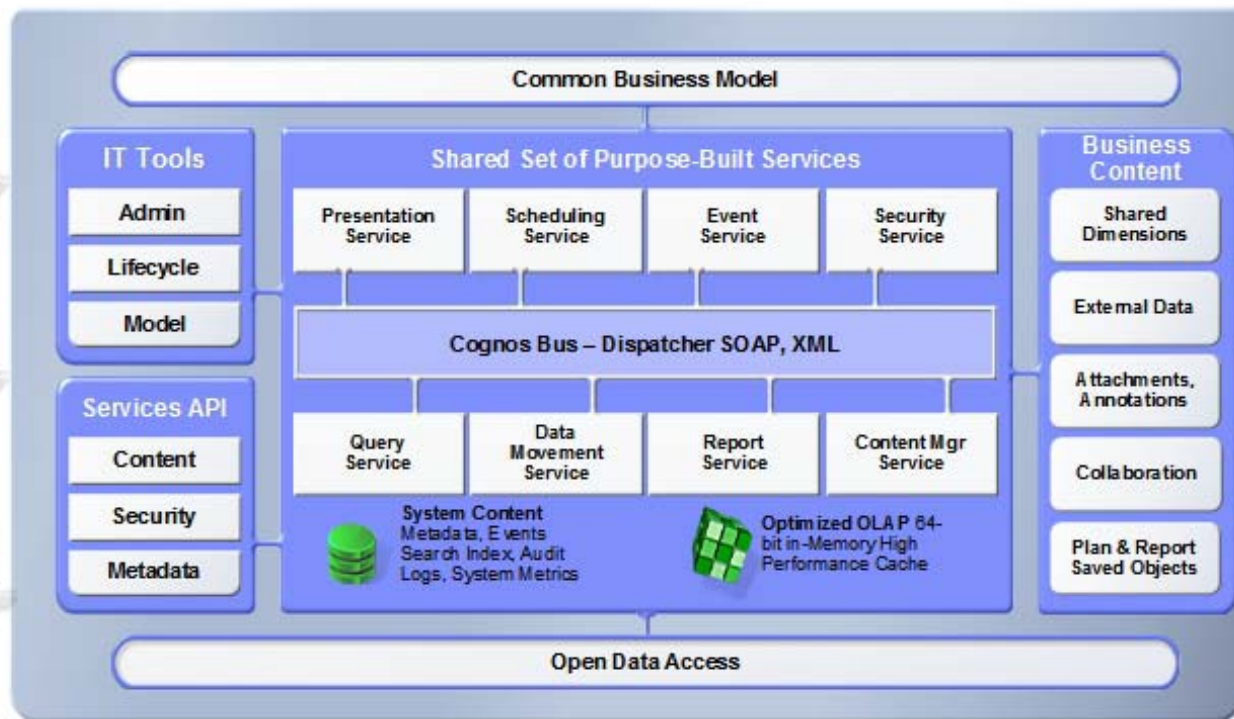 Common Business Model
IT Tools
Admin
Lifecycle
Model
Services API
Content
Security
Metadata
Shared Set of Purpose-Built Services
Presentation
Service
Scheduling
Service
Event
Service
Security
Service
Cognos Bus – Dispatcher SOAP, XML
Query
Service
Data
Movement
Service
Report
Service
Content Mgr
Service
System Content
Metadata, Events
Search Index, Audit
Logs, System Metrics
Optimized OLAP 64-
bit in-Memory High
Performance Cache
Business
Content
Shared
Dimensions
External Data
Attachments,
Annotations
Collaboration
Plan & Report
Saved Objects
Open Data Access